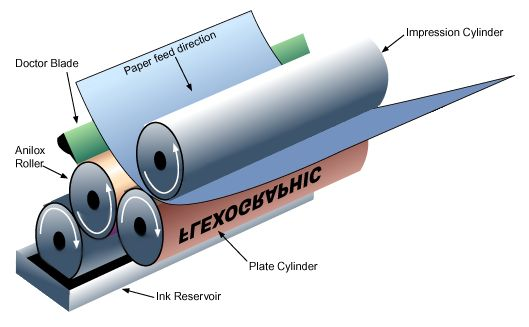 Impression Cylinder
Paper feed direction
Doctor Blade
Anilox
Roller
FLEXOGRAPHIC
Plate Cylinder
Ink Reservoir